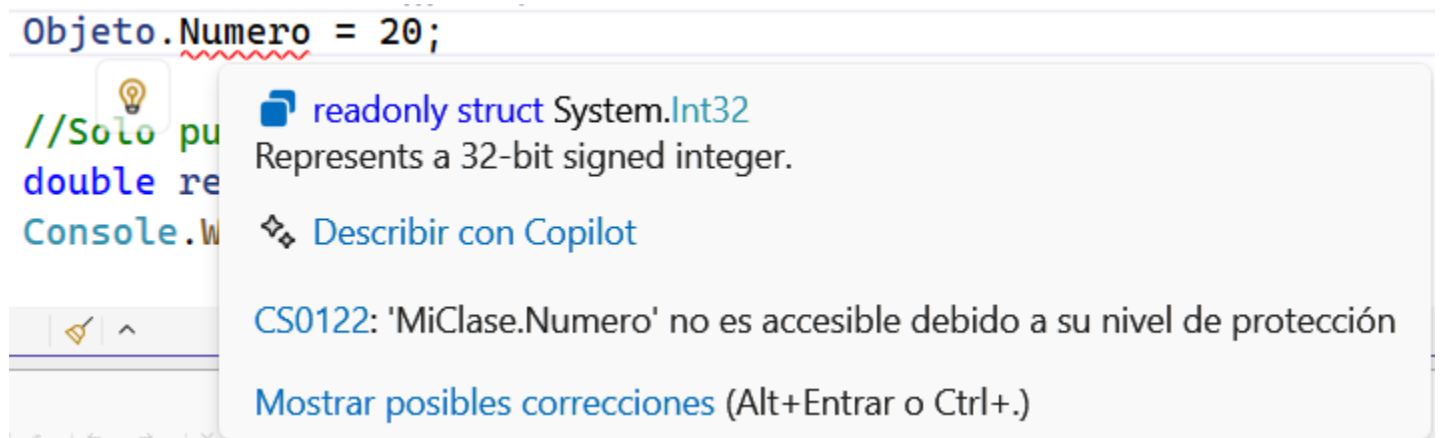 Objeto.Numero = 20;
readonly struct System.Int32
//Solo pu
Represents a 32-bit signed integer.
double re
Console.W
Describir con Copilot
CS0122: 'MiClase.Numero' no es accesible debido a su nivel de protección
Mostrar posibles correcciones (Alt+Entrar o Ctrl+.)